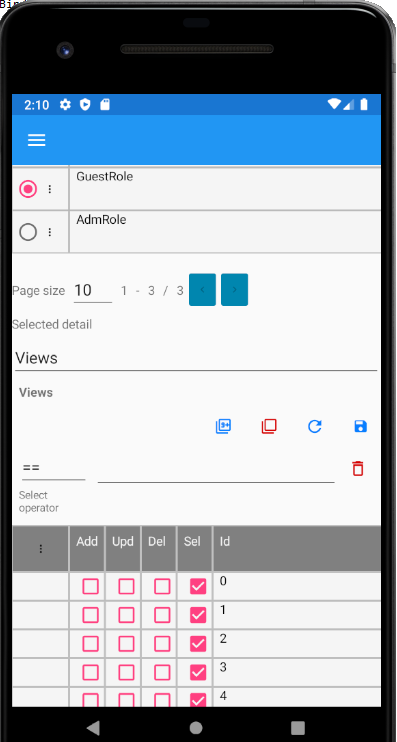 Bin
2:10
GuestRole
AdmRole
Page size 10 1 - 3 / 3 < >
Selected detail
Views
Views
9+
==
Select
operator
Add Upd Del Sel Id
0
1
2
3
4